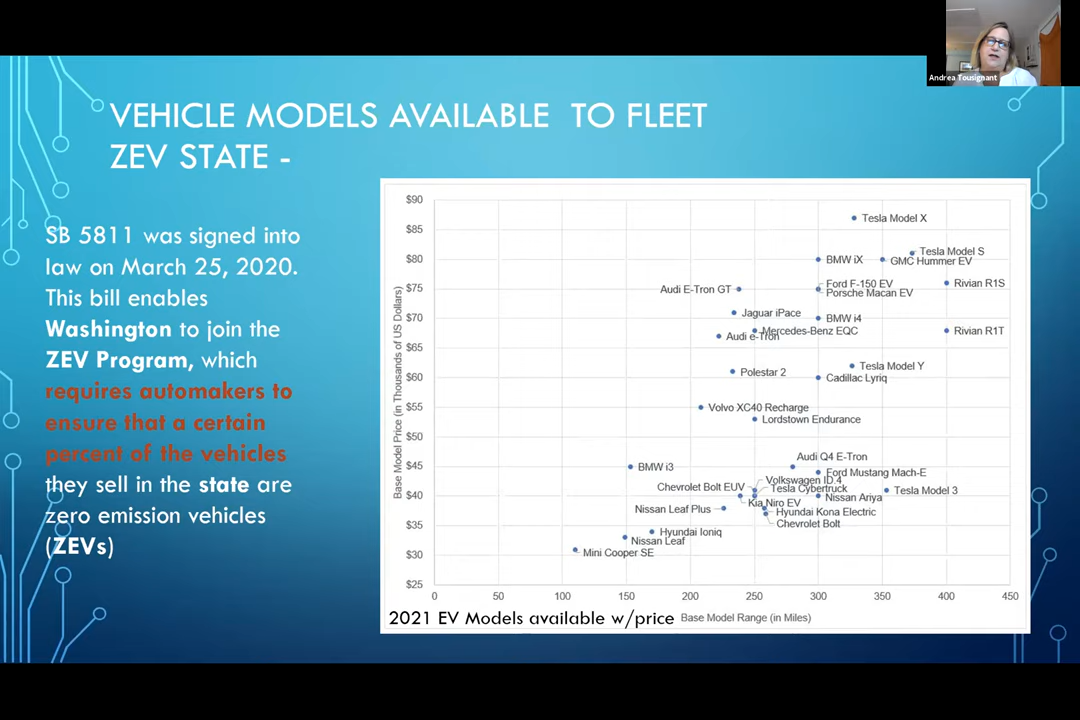 Andrea Tousignant
VEHICLE MODELS AVAILABLE TO FLEET
ZEV STATE -
SB 5811 was signed into
law on March 25, 2020.
This bill enables
Washington to join the
ZEV Program, which
requires automakers to
ensure that a certain
percent of the vehicles
they sell in the state are
zero emission vehicles
(ZEVs)
Base Model Price (in Thousands of US Dollars)
$90
$85
$80
$75
$70
$65
$60
$55
$50
$45
$40
$35
$30
$25
Tesla Model X
Tesla Model S
BMW iX
GMC Hummer EV
Ford F-150 EV
Rivian R1S
Audi E-Tron GT
Porsche Macan EV
Jaguar iPace
BMW i4
Mercedes-Benz EQC
Rivian R1T
Audi e-Tron
Tesla Model Y
Polestar 2
Cadillac Lyriq
Volvo XC40 Recharge
Lordstown Endurance
Audi Q4 E-Tron
BMW i3
Ford Mustang Mach-E
Volkswagen ID.4
Chevrolet Bolt EUV
Tesla Cybertruck
Tesla Model 3
Nissan Ariya
Kia Niro EV
Nissan Leaf Plus
Hyundai Kona Electric
Chevrolet Bolt
Hyundai Ioniq
Nissan Leaf
Mini Cooper SE
0 50 100 150 200 250 300 350 400 450
2021 EV Models available w/price
Base Model Range (in Miles)